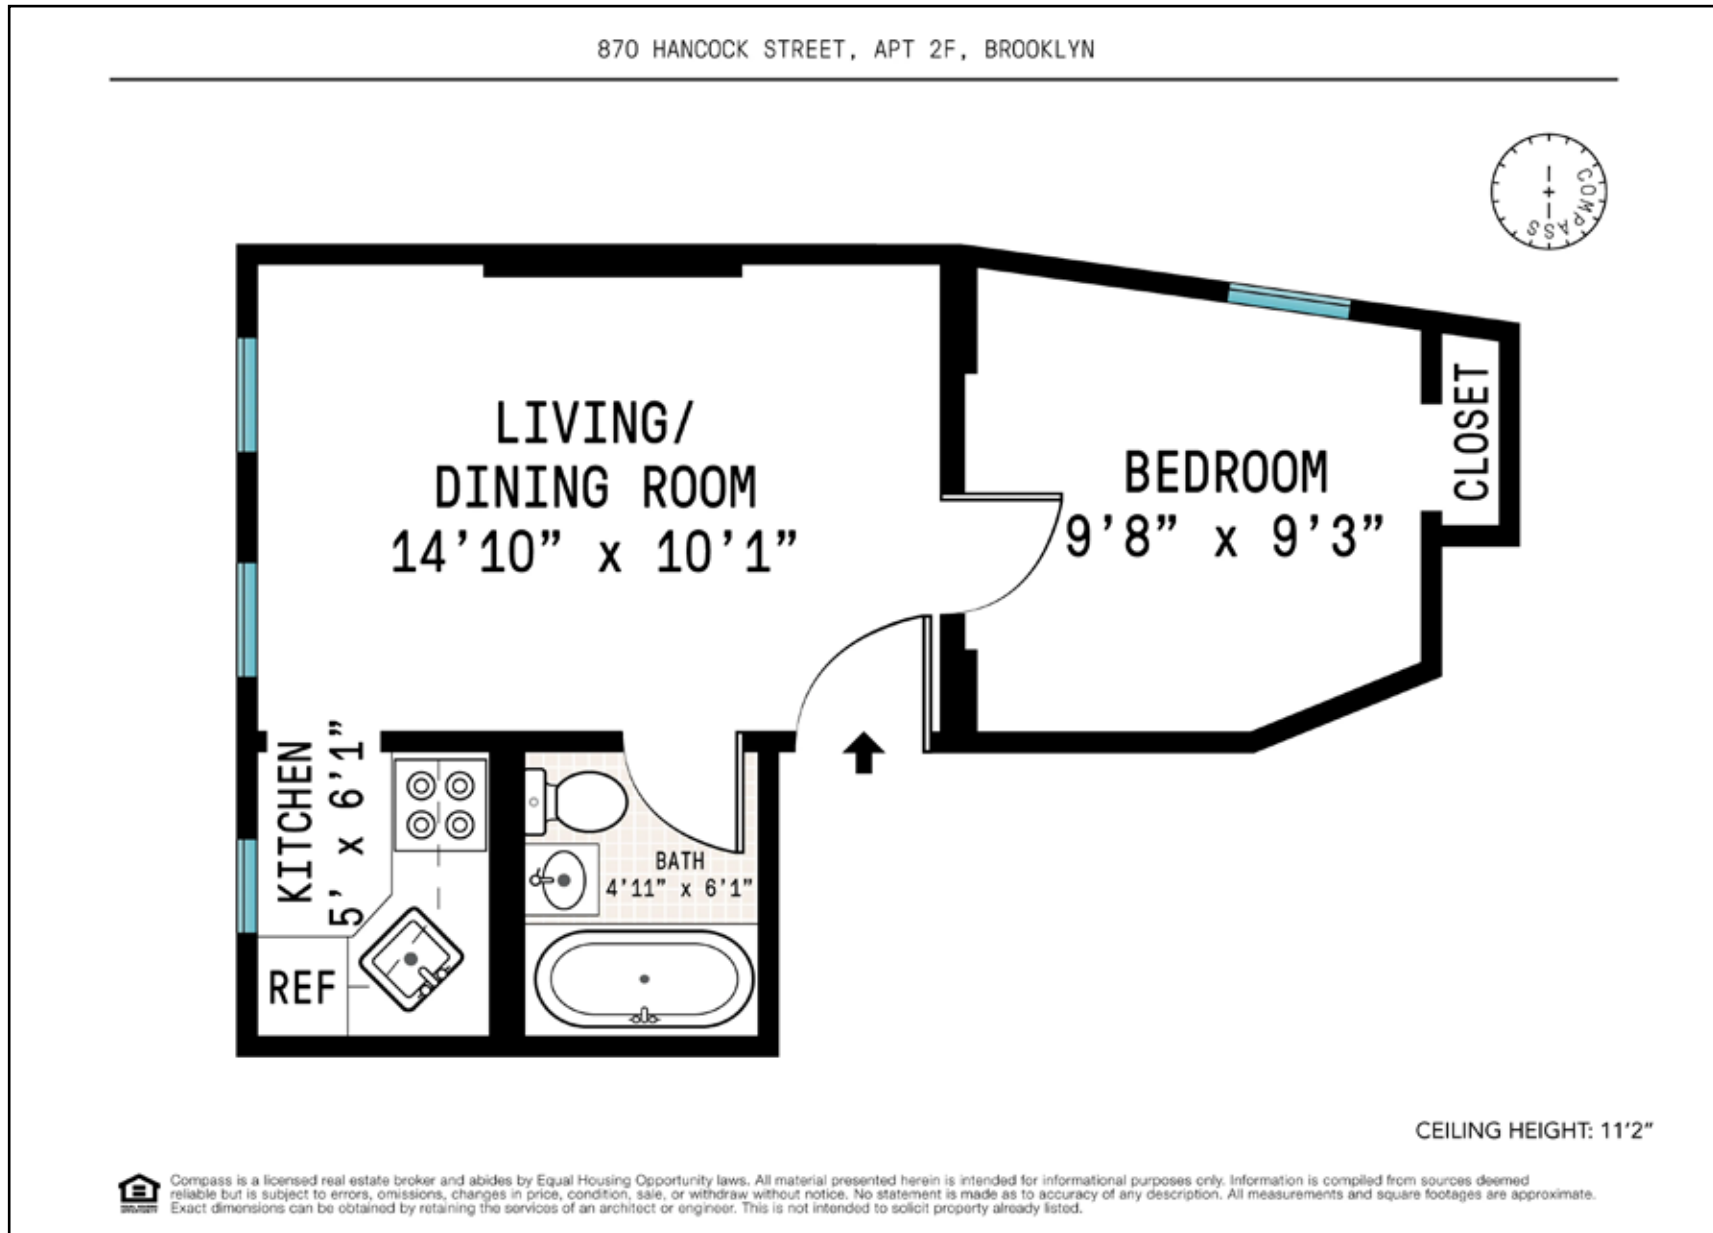 870 HANCOCK STREET, APT 2F, BROOKLYN
COMPASS
LIVING/
DINING ROOM
14'10" x 10'1"
BEDROOM
9'8" x 9'3"
CLOSET
KITCHEN
5' x 6'1"
BATH
4'11" x 6'1"
REF
CEILING HEIGHT: 11'2"
Compass is a licensed real estate broker and abides by Equal Housing Opportunity laws. All material presented herein is intended for informational purposes only. Information is compiled from sources deemed
reliable but is subject to errors, omissions, changes in price, condition, sale, or withdraw without notice. No statement is made as to accuracy of any description. All measurements and square footages are approximate.
Exact dimensions can be obtained by retaining the services of an architect or engineer. This is not intended to solicit property already listed.